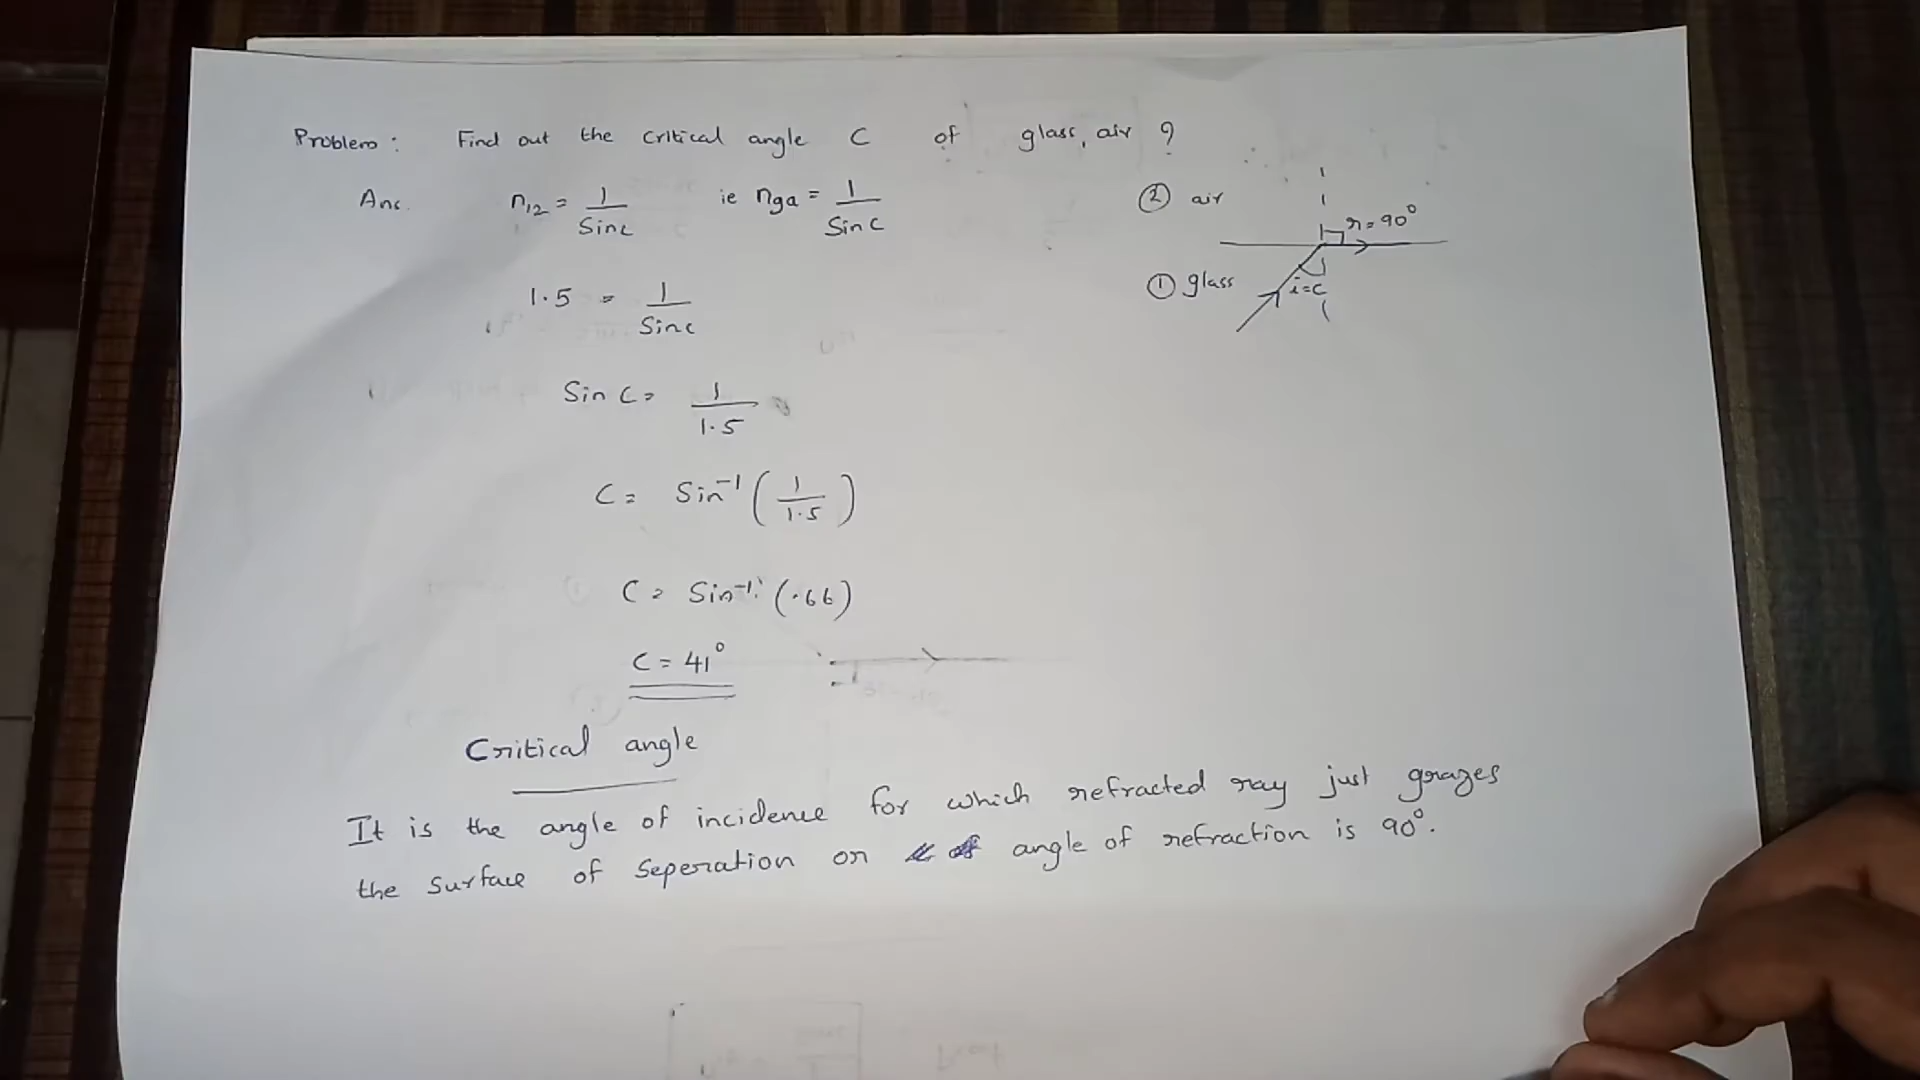 Problem: Find out the critical angle C of glass, air ?
Ans. n12 = 1/Sinc ie nga = 1/Sin C
② air
r = 90°
① glass
i=c
1.5 = 1/Sinc
Sin C = 1/1.5
C = Sin⁻¹ (1/1.5)
C = Sin⁻¹ (.66)
C = 41°
Critical angle
It is the angle of incidence for which refracted ray just grazes
the surface of seperation or angle of refraction is 90°.